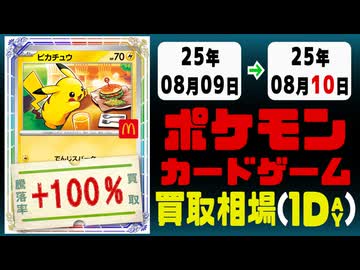 ピカチュウ HP70
でんじスパーク
騰落率 +100% 買取
25年
08月09日
25年
08月10日
ポケモン
カードゲーム
買取相場(1D)